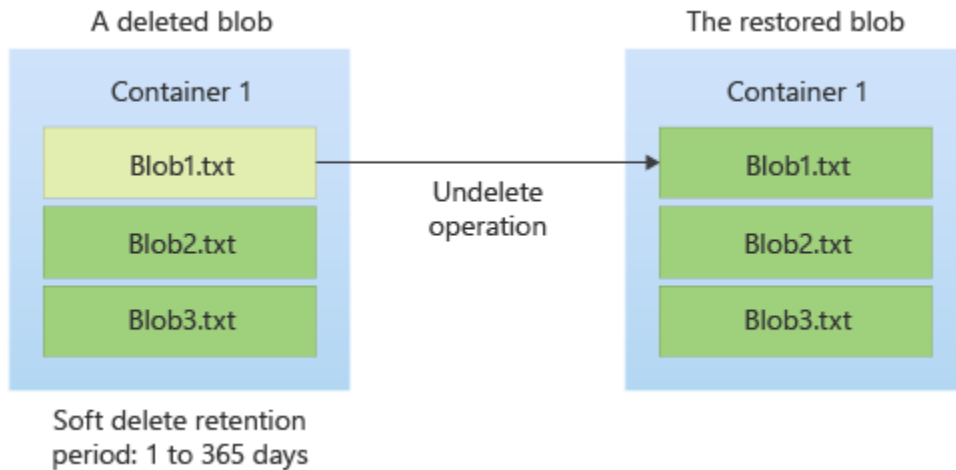 A deleted blob
Container 1
Blob1.txt
Blob2.txt
Blob3.txt
Soft delete retention
period: 1 to 365 days
Undelete
operation
The restored blob
Container 1
Blob1.txt
Blob2.txt
Blob3.txt